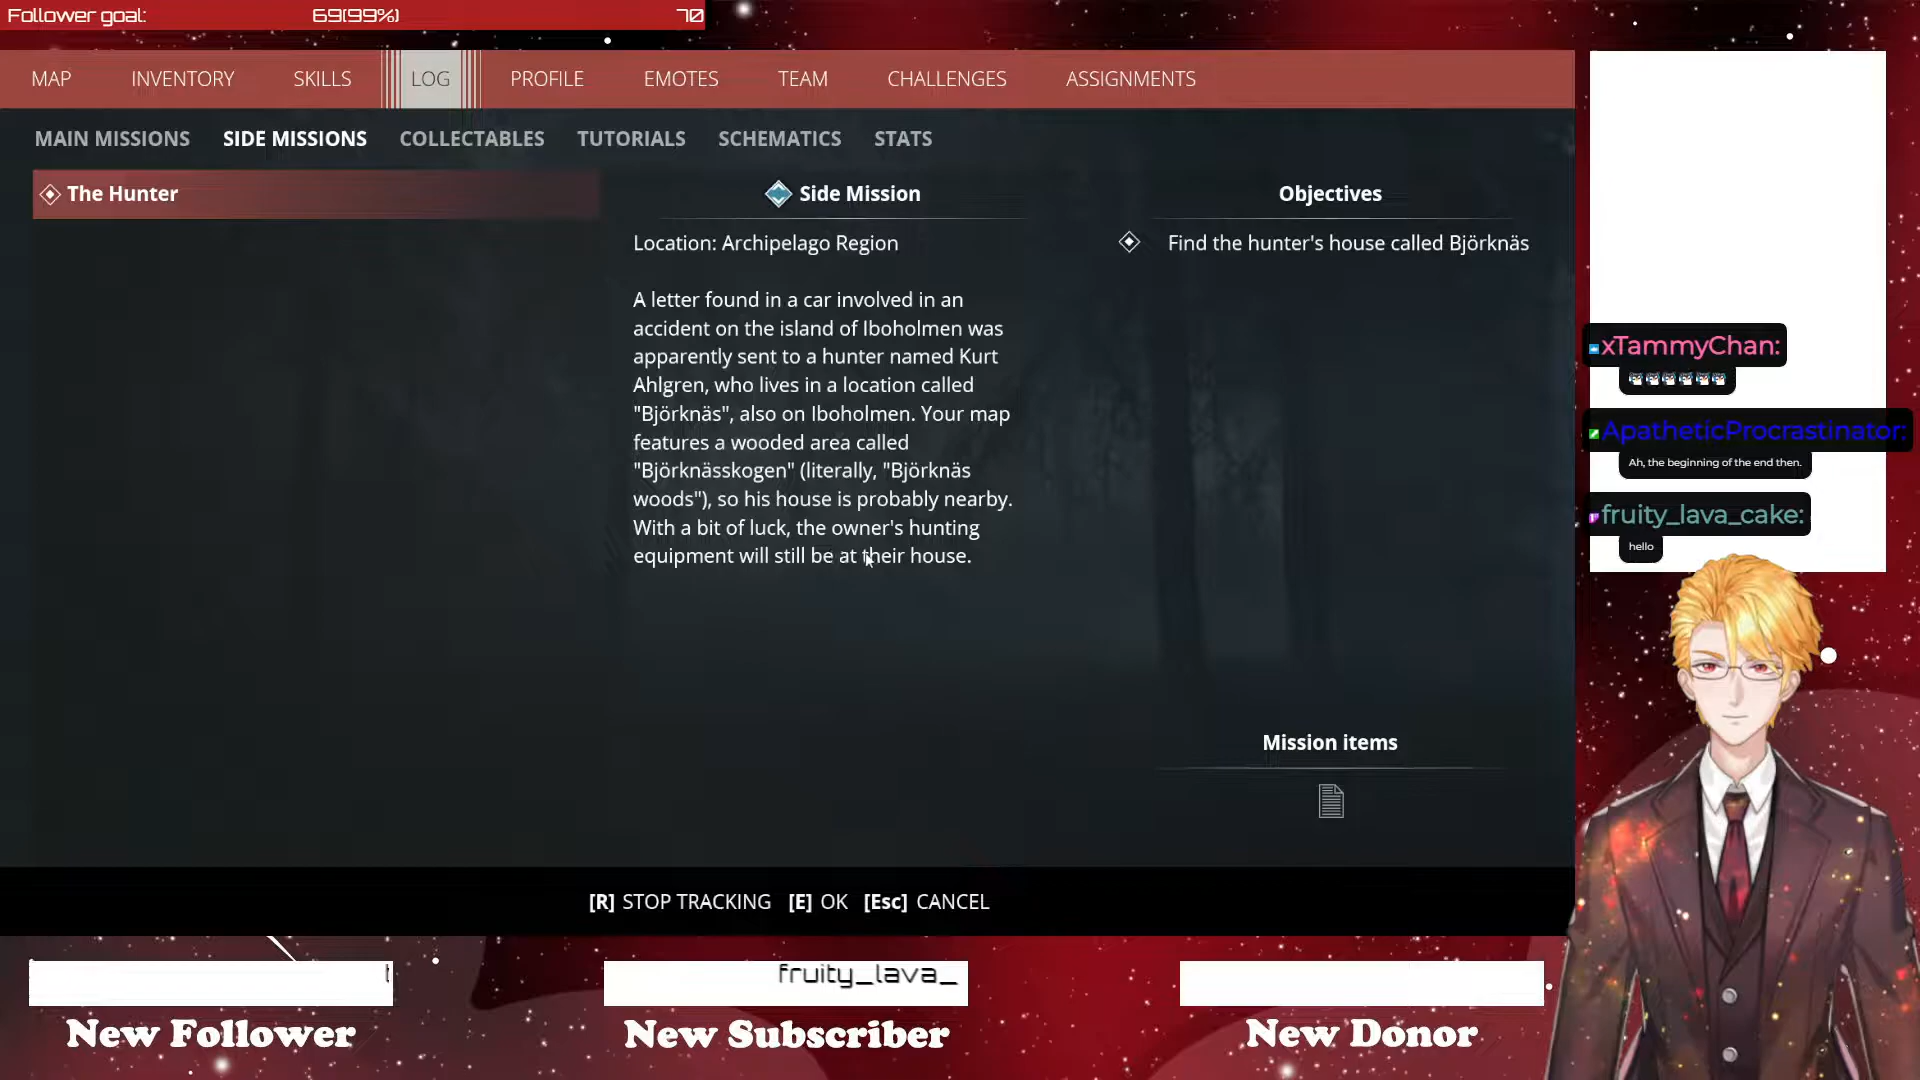 Follower goal: 69(99%) 70
MAP INVENTORY SKILLS LOG PROFILE EMOTES TEAM CHALLENGES ASSIGNMENTS
MAIN MISSIONS SIDE MISSIONS COLLECTABLES TUTORIALS SCHEMATICS STATS
The Hunter
Side Mission
Location: Archipelago Region
A letter found in a car involved in an
accident on the island of Iboholmen was
apparently sent to a hunter named Kurt
Ahlgren, who lives in a location called
"Björknäs", also on Iboholmen. Your map
features a wooded area called
"Björknässkogen" (literally, "Björknäs
woods"), so his house is probably nearby.
With a bit of luck, the owner's hunting
equipment will still be at their house.
Objectives
Find the hunter's house called Björknäs
Mission items
[R] STOP TRACKING [E] OK [Esc] CANCEL
xTammyChan:
ApatheticProcrastinator:
Ah, the beginning of the end then.
fruity_lava_cake:
hello
fruity_lava_
New Follower
New Subscriber
New Donor